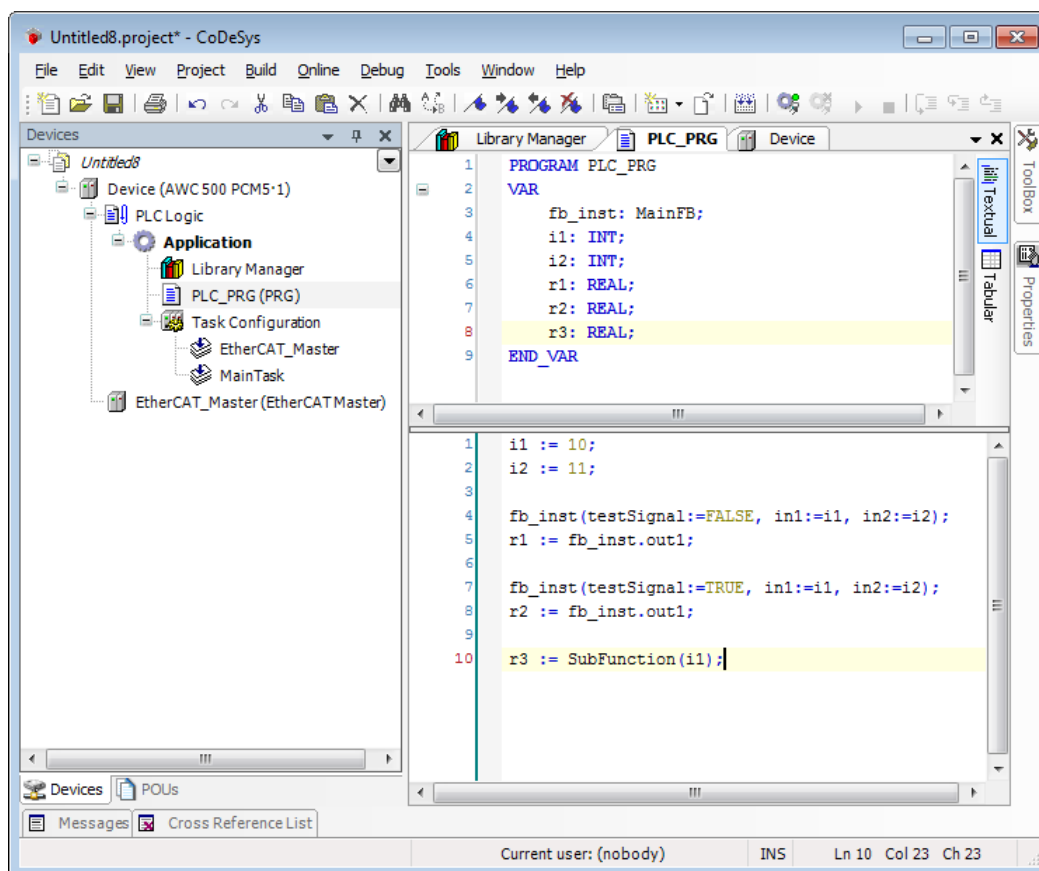 Untitled8.project* - CoDeSys
File Edit View Project Build Online Debug Tools Window Help
Devices
Untitled8
Device (AWC 500 PCM5·1)
PLC Logic
Application
Library Manager
PLC_PRG (PRG)
Task Configuration
EtherCAT_Master
MainTask
EtherCAT_Master (EtherCAT Master)
Devices POUs
Library Manager PLC_PRG Device
1 PROGRAM PLC_PRG
2 VAR
3 fb_inst: MainFB;
4 i1: INT;
5 i2: INT;
6 r1: REAL;
7 r2: REAL;
8 r3: REAL;
9 END_VAR
Textual
Tabular
1 i1 := 10;
2 i2 := 11;
3
4 fb_inst(testSignal:=FALSE, in1:=i1, in2:=i2);
5 r1 := fb_inst.out1;
6
7 fb_inst(testSignal:=TRUE, in1:=i1, in2:=i2);
8 r2 := fb_inst.out1;
9
10 r3 := SubFunction(i1);
ToolBox
Properties
Messages Cross Reference List
Current user: (nobody) INS Ln 10 Col 23 Ch 23